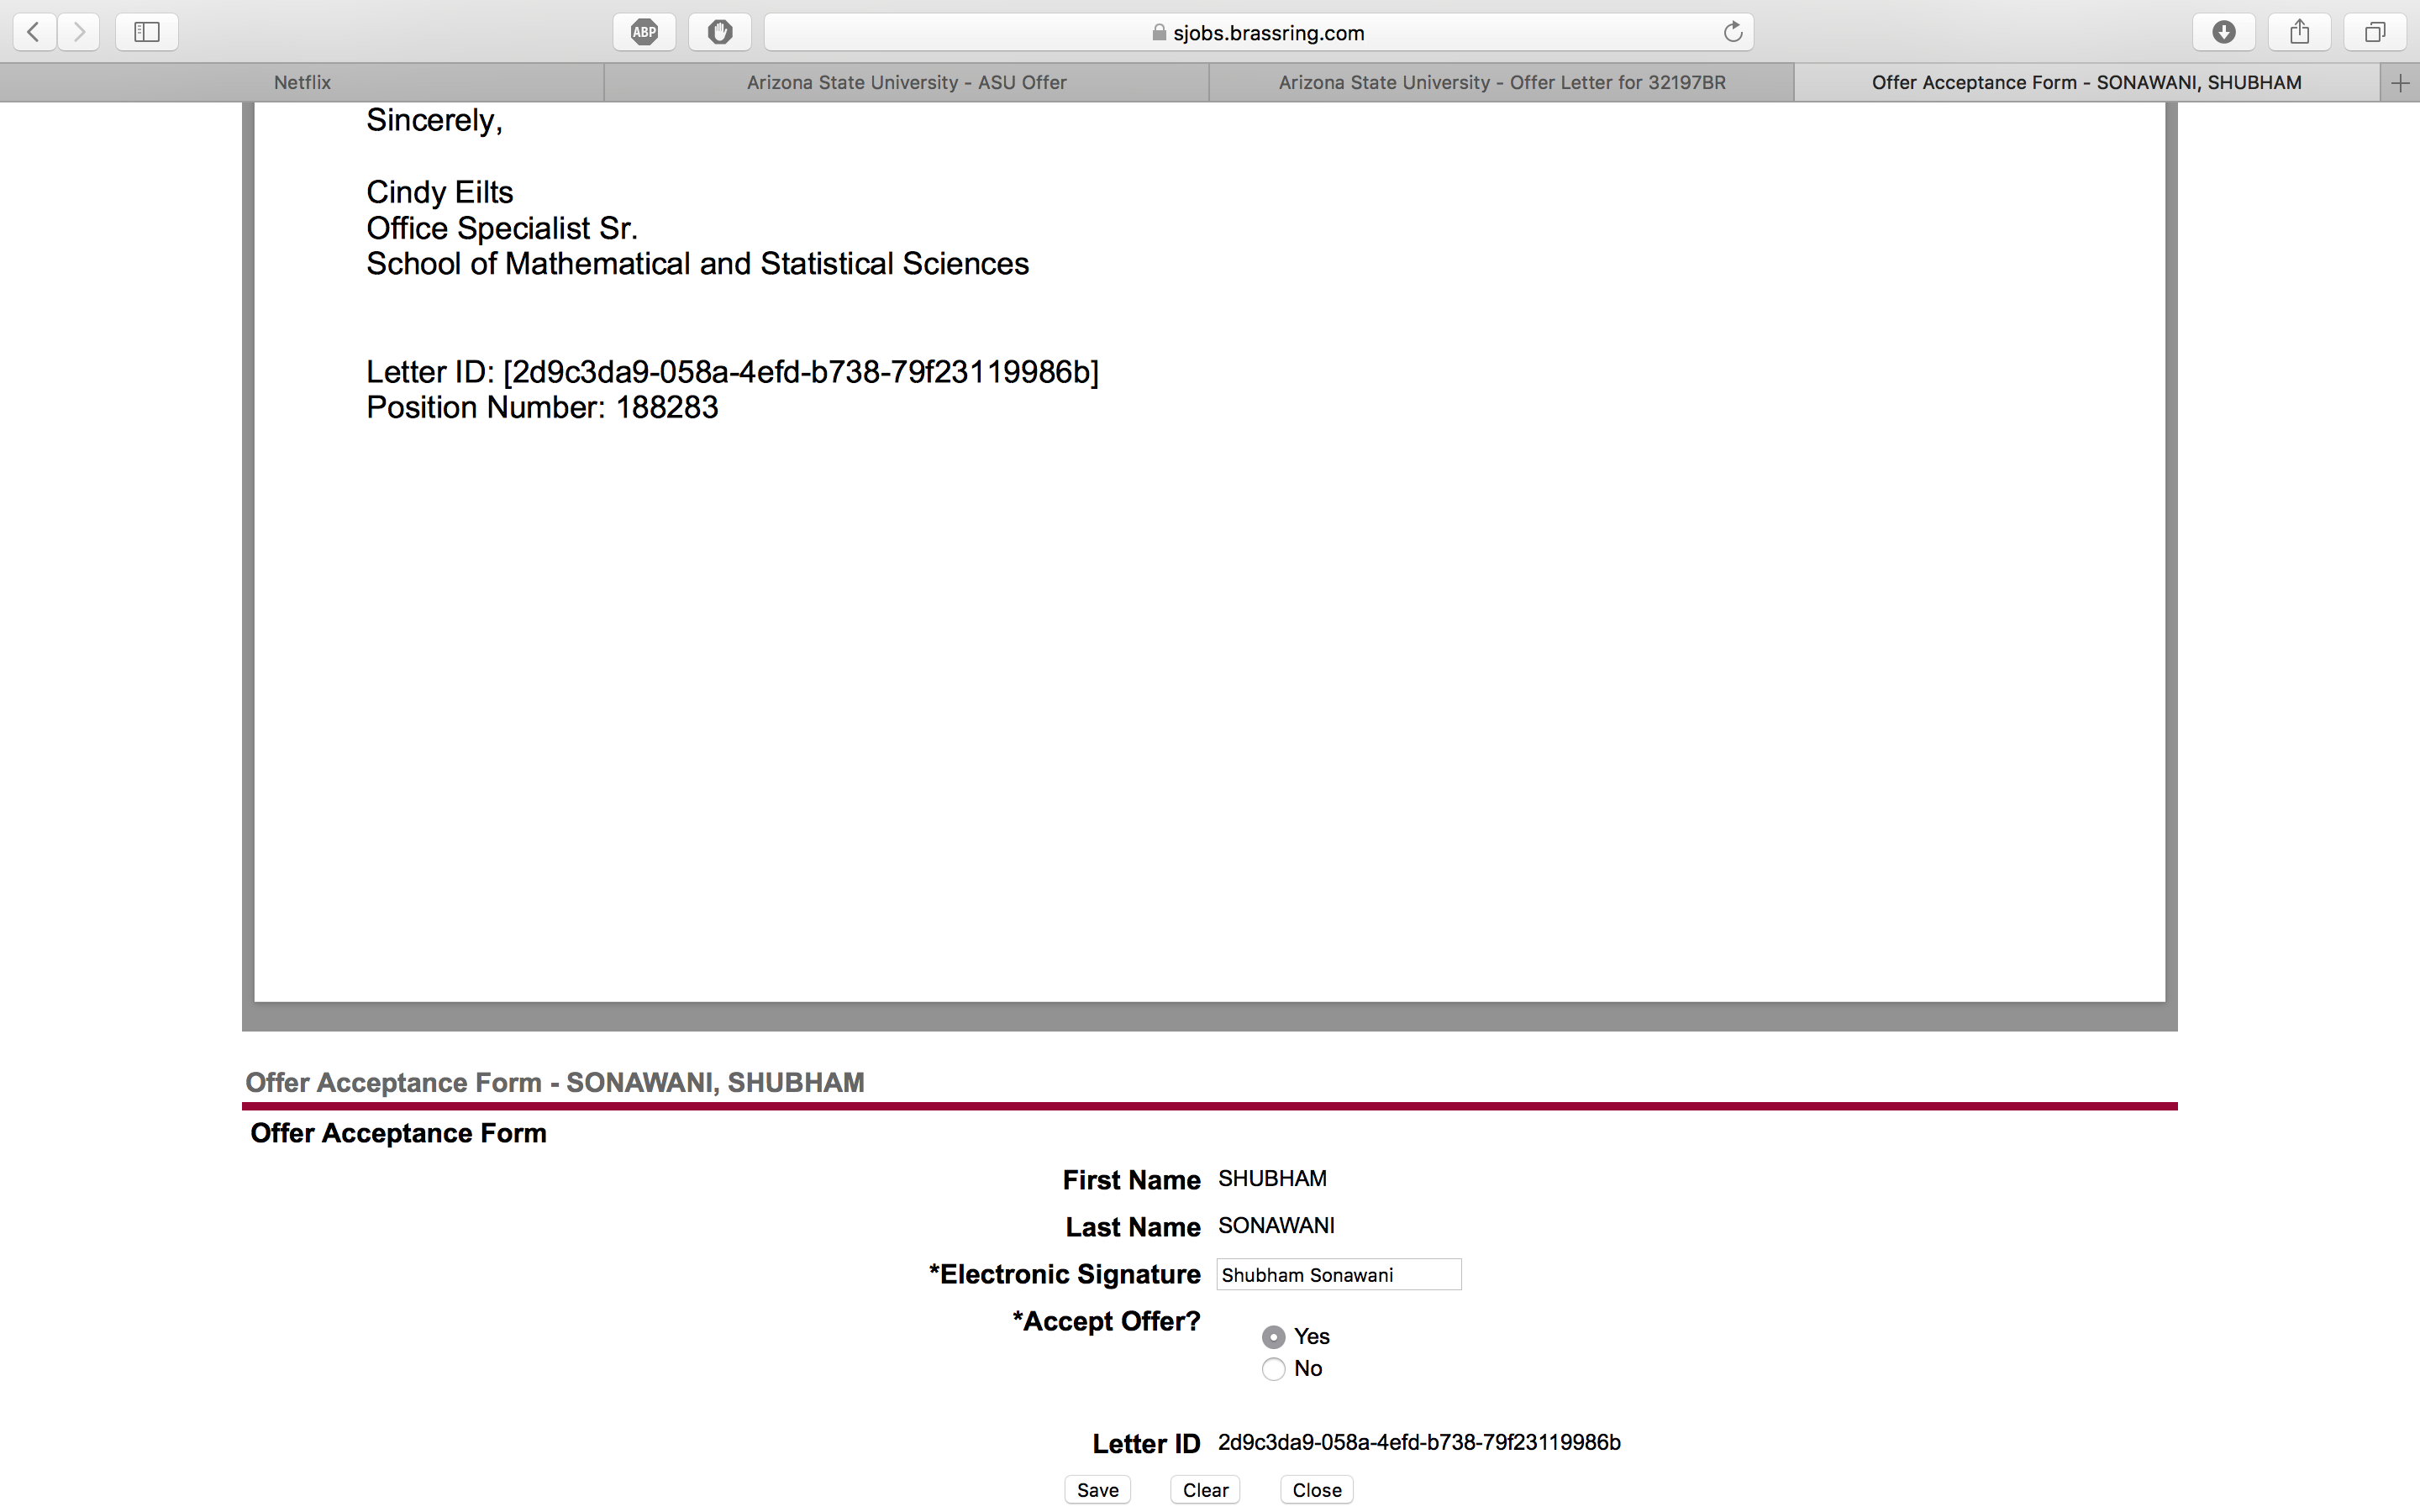 ABP
sjobs.brassring.com
Netflix
Arizona State University - ASU Offer
Arizona State University - Offer Letter for 32197BR
Offer Acceptance Form - SONAWANI, SHUBHAM
Sincerely,
Cindy Eilts
Office Specialist Sr.
School of Mathematical and Statistical Sciences
Letter ID: [2d9c3da9-058a-4efd-b738-79f23119986b]
Position Number: 188283
Offer Acceptance Form - SONAWANI, SHUBHAM
Offer Acceptance Form
First Name SHUBHAM
Last Name SONAWANI
*Electronic Signature Shubham Sonawani
*Accept Offer?
Yes
No
Letter ID 2d9c3da9-058a-4efd-b738-79f23119986b
Save Clear Close